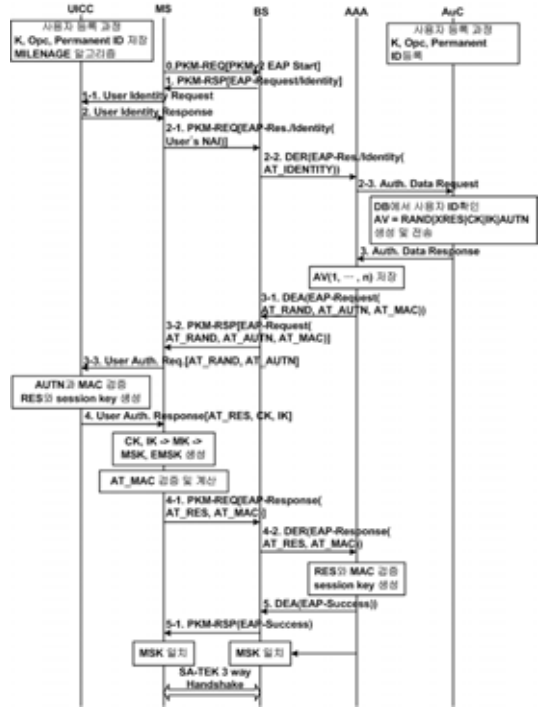 UICC MS BS AAA AuC
사용자 등록 과정
K, Opc, Permanent ID 저장
MILENAGE 알고리즘
사용자 등록 과정
K, Opc, Permanent
ID등록
0.PKM-REQ[PKMv2 EAP Start]
1. PKM-RSP[EAP-Request/Identity]
1-1. User Identity Request
2. User Identity Response
2-1. PKM-REQ[EAP-Res./Identity(
User`s NAI)]
2-2. DER(EAP-Res./Identity(
AT_IDENTITY))
2-3. Auth. Data Request
DB에서 사용자 ID확인
AV = RAND|XRES|CK|IK|AUTN
생성 및 전송
3. Auth. Data Response
AV(1, ··· , n) 저장
3-1. DEA(EAP-Request(
AT_RAND, AT_AUTN, AT_MAC))
3-2. PKM-RSP[EAP-Request(
AT_RAND, AT_AUTN, AT_MAC)]
3-3. User Auth. Req.[AT_RAND, AT_AUTN]
AUTN과 MAC 검증
RES와 session key 생성
4. User Auth. Response[AT_RES, CK, IK]
CK, IK -> MK ->
MSK, EMSK 생성
AT_MAC 검증 및 계산
4-1. PKM-REQ[EAP-Response(
AT_RES, AT_MAC)]
4-2. DER(EAP-Response(
AT_RES, AT_MAC))
RES와 MAC 검증
session key 생성
5. DEA(EAP-Success))
5-1. PKM-RSP(EAP-Success)
MSK 일치
MSK 일치
SA-TEK 3 way
Handshake